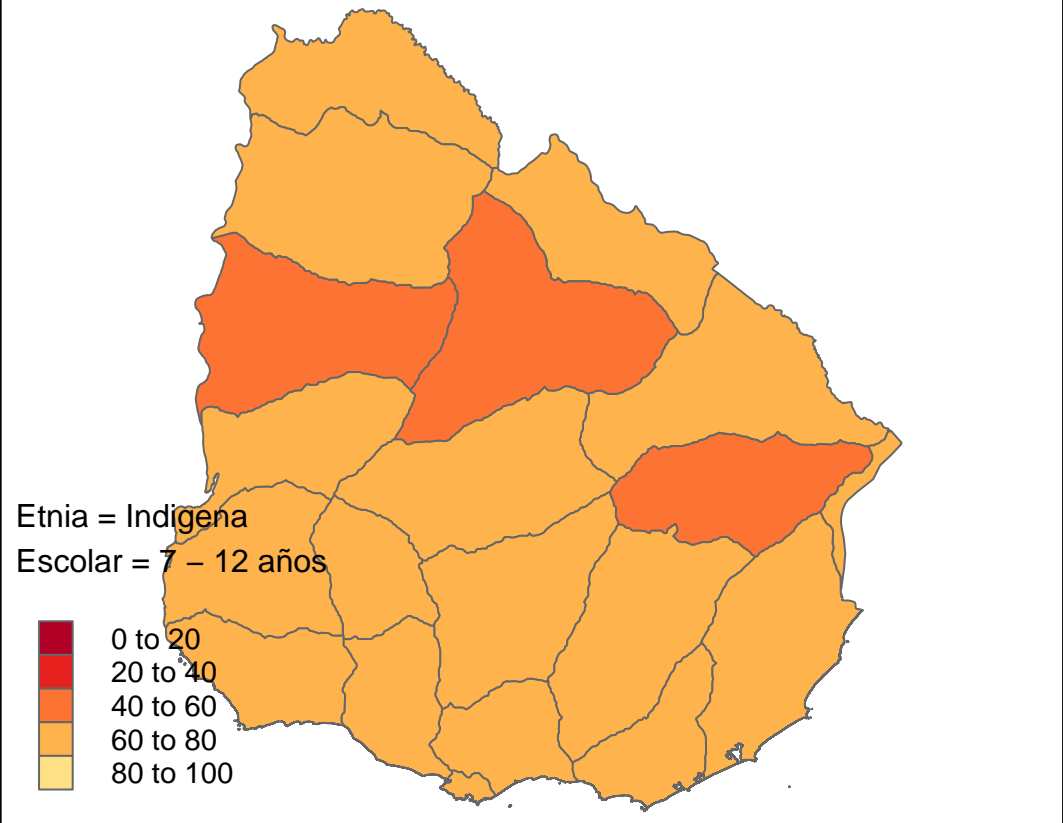 Etnia = Indigena
Escolar = 7 – 12 años
0 to 20
20 to 40
40 to 60
60 to 80
80 to 100